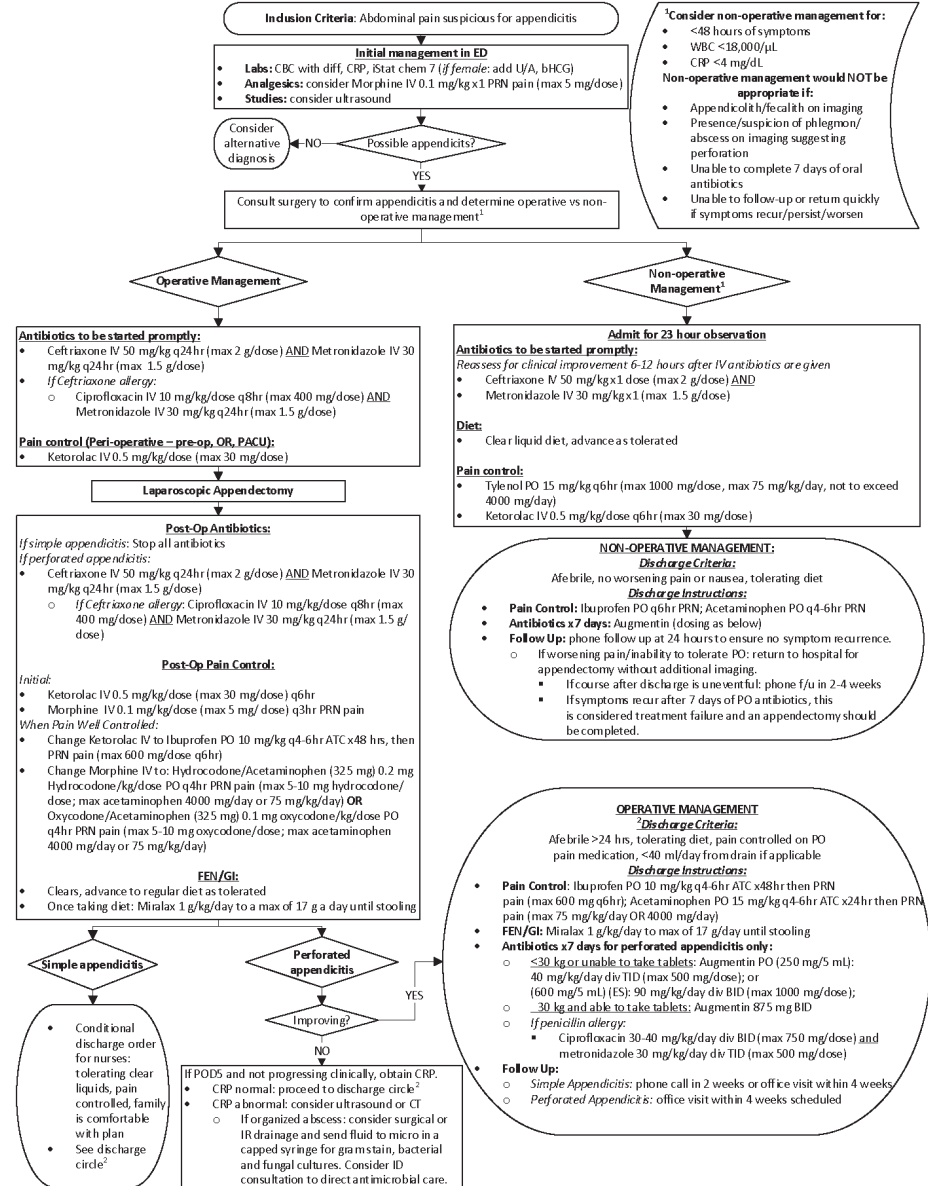 Inclusion Criteria: Abdominal pain suspicious for appendicitis
Initial management in ED
• Labs: CBC with diff, CRP, iStat chem 7 (if female: add U/A, bHCG)
• Analgesics: consider Morphine IV 0.1 mg/kg x1 PRN pain (max 5 mg/dose)
• Studies: consider ultrasound
Possible appendicits?
NO
Consider
alternative
diagnosis
YES
Consult surgery to confirm appendicitis and determine operative vs non-
operative management1
1Consider non-operative management for:
• <48 hours of symptoms
• WBC <18,000/µL
• CRP <4 mg/dL
Non-operative management would NOT be
appropriate if:
• Appendicolith/fecalith on imaging
• Presence/suspicion of phlegmon/
abscess on imaging suggesting
perforation
• Unable to complete 7 days of oral
antibiotics
• Unable to follow-up or return quickly
if symptoms recur/persist/worsen
Operative Management
Antibiotics to be started promptly:
• Ceftriaxone IV 50 mg/kg q24hr (max 2 g/dose) AND Metronidazole IV 30
mg/kg q24hr (max 1.5 g/dose)
• If Ceftriaxone allergy:
o Ciprofloxacin IV 10 mg/kg/dose q8hr (max 400 mg/dose) AND
Metronidazole IV 30 mg/kg q24hr (max 1.5 g/dose)
Pain control (Peri-operative – pre-op, OR, PACU):
• Ketorolac IV 0.5 mg/kg/dose (max 30 mg/dose)
Laparoscopic Appendectomy
Post-Op Antibiotics:
If simple appendicitis: Stop all antibiotics
If perforated appendicitis:
• Ceftriaxone IV 50 mg/kg q24hr (max 2 g/dose) AND Metronidazole IV 30
mg/kg q24hr (max 1.5 g/dose)
o If Ceftriaxone allergy: Ciprofloxacin IV 10 mg/kg/dose q8hr (max
400 mg/dose) AND Metronidazole IV 30 mg/kg q24hr (max 1.5 g/
dose)
Post-Op Pain Control:
Initial:
• Ketorolac IV 0.5 mg/kg/dose (max 30 mg/dose) q6hr
• Morphine IV 0.1 mg/kg/dose (max 5 mg/ dose) q3hr PRN pain
When Pain Well Controlled:
• Change Ketorolac IV to Ibuprofen PO 10 mg/kg q4-6hr ATC x48 hrs, then
PRN pain (max 600 mg/dose q6hr)
• Change Morphine IV to: Hydrocodone/Acetaminophen (325 mg) 0.2 mg
Hydrocodone/kg/dose PO q4hr PRN pain (max 5-10 mg hydrocodone/
dose; max acetaminophen 4000 mg/day or 75 mg/kg/day) OR
Oxycodone/Acetaminophen (325 mg) 0.1 mg oxycodone/kg/dose PO
q4hr PRN pain (max 5-10 mg oxycodone/dose; max acetaminophen
4000 mg/day or 75 mg/kg/day)
FEN/GI:
• Clears, advance to regular diet as tolerated
• Once taking diet: Miralax 1 g/kg/day to a max of 17 g a day until stooling
Simple appendicitis
• Conditional
discharge order
for nurses:
tolerating clear
liquids, pain
controlled, family
is comfortable
with plan
• See discharge
circle2
Perforated
appendicitis
Improving?
YES
NO
If POD5 and not progressing clinically, obtain CRP.
• CRP normal: proceed to discharge circle2
• CRP abnormal: consider ultrasound or CT
o If organized abscess: consider surgical or
IR drainage and send fluid to micro in a
capped syringe for gram stain, bacterial
and fungal cultures. Consider ID
consultation to direct antimicrobial care.
Non-operative
Management1
Admit for 23 hour observation
Antibiotics to be started promptly:
Reassess for clinical improvement 6-12 hours after IV antibiotics are given
• Ceftriaxone IV 50 mg/kg x1 dose (max 2 g/dose) AND
• Metronidazole IV 30 mg/kg x1 (max 1.5 g/dose)
Diet:
• Clear liquid diet, advance as tolerated
Pain control:
• Tylenol PO 15 mg/kg q6hr (max 1000 mg/dose, max 75 mg/kg/day, not to exceed
4000 mg/day)
• Ketorolac IV 0.5 mg/kg/dose q6hr (max 30 mg/dose)
NON-OPERATIVE MANAGEMENT:
Discharge Criteria:
Afebrile, no worsening pain or nausea, tolerating diet
Discharge Instructions:
• Pain Control: Ibuprofen PO q6hr PRN; Acetaminophen PO q4-6hr PRN
• Antibiotics x7 days: Augmentin (dosing as below)
• Follow Up: phone follow up at 24 hours to ensure no symptom recurrence.
o If worsening pain/inability to tolerate PO: return to hospital for
appendectomy without additional imaging.
▪ If course after discharge is uneventful: phone f/u in 2-4 weeks
▪ If symptoms recur after 7 days of PO antibiotics, this
is considered treatment failure and an appendectomy should
be completed.
OPERATIVE MANAGEMENT
2Discharge Criteria:
Afebrile >24 hrs, tolerating diet, pain controlled on PO
pain medication, <40 ml/day from drain if applicable
Discharge Instructions:
• Pain Control: Ibuprofen PO 10 mg/kg q4-6hr ATC x48hr then PRN
pain (max 600 mg q6hr); Acetaminophen PO 15 mg/kg q4-6hr ATC x24hr then PRN
pain (max 75 mg/kg/day OR 4000 mg/day)
• FEN/GI: Miralax 1 g/kg/day to max of 17 g/day until stooling
• Antibiotics x7 days for perforated appendicitis only:
o <30 kg or unable to take tablets: Augmentin PO (250 mg/5 mL):
40 mg/kg/day div TID (max 500 mg/dose); or
(600 mg/5 mL) (ES): 90 mg/kg/day div BID (max 1000 mg/dose);
o 30 kg and able to take tablets: Augmentin 875 mg BID
o If penicillin allergy:
▪ Ciprofloxacin 30-40 mg/kg/day div BID (max 750 mg/dose) and
metronidazole 30 mg/kg/day div TID (max 500 mg/dose)
• Follow Up:
o Simple Appendicitis: phone call in 2 weeks or office visit within 4 weeks
o Perforated Appendicitis: office visit within 4 weeks scheduled